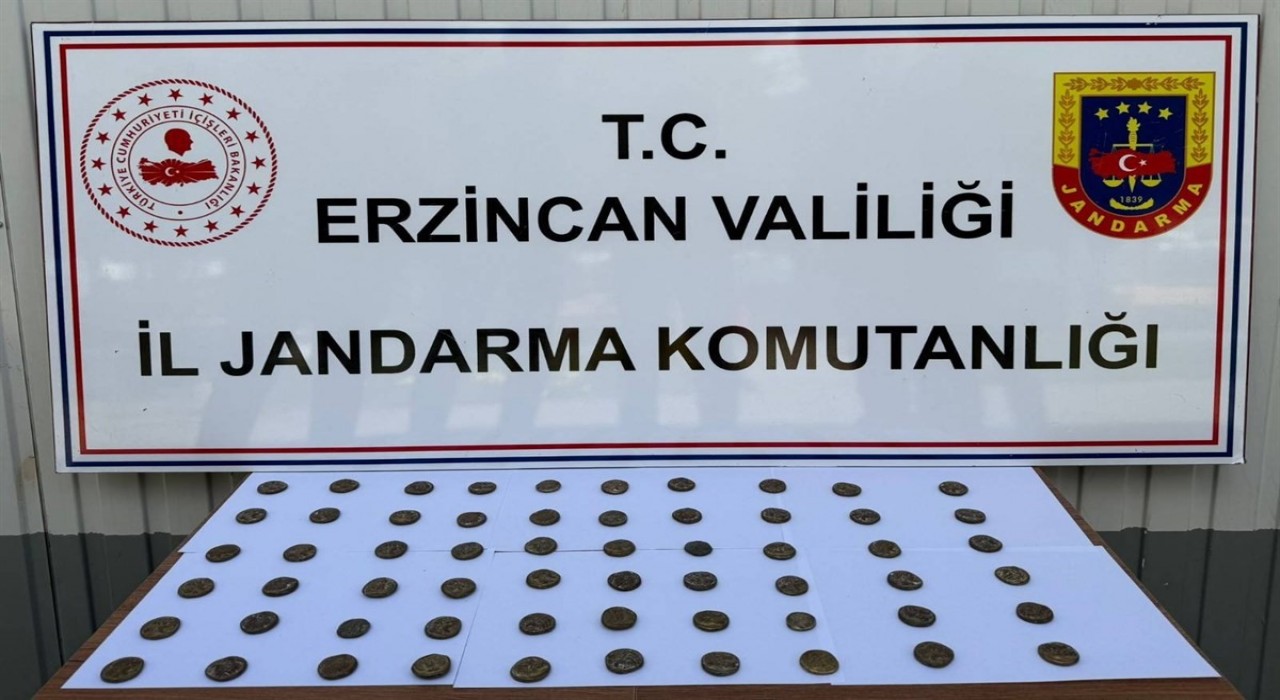 TÜRKİYE CUMHURİYETİ İÇİŞLERİ BAKANLIĞI
T.C.
ERZİNCAN VALİLİĞİ
İL JANDARMA KOMUTANLIĞI
1839
JANDARMA